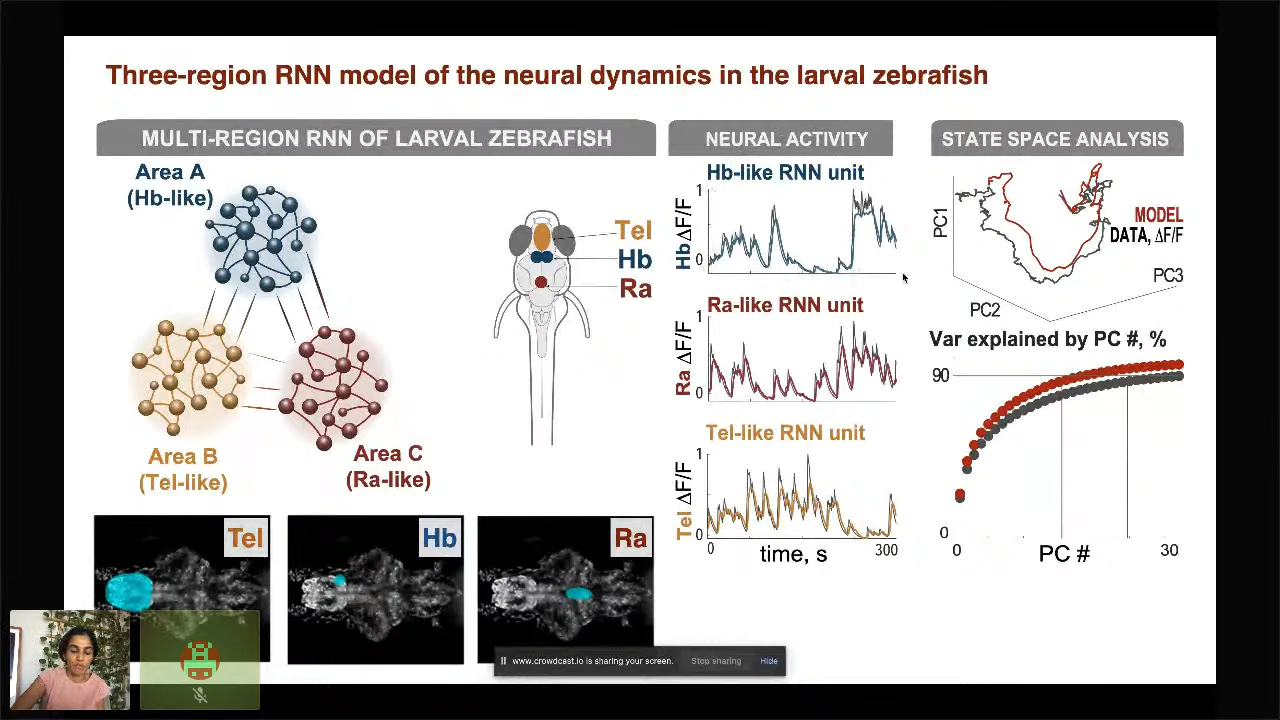 Three-region RNN model of the neural dynamics in the larval zebrafish
MULTI-REGION RNN OF LARVAL ZEBRAFISH
Area A
(Hb-like)
Area B
(Tel-like)
Area C
(Ra-like)
Tel
Hb
Ra
Tel
Hb
Ra
NEURAL ACTIVITY
Hb-like RNN unit
1
Hb ΔF/F
0
Ra-like RNN unit
1
Ra ΔF/F
0
Tel-like RNN unit
1
Tel ΔF/F
0
0
300
time, s
STATE SPACE ANALYSIS
PC1
MODEL
DATA, ΔF/F
PC3
PC2
Var explained by PC #, %
90
0
0
PC #
30
www.crowdcast.io is sharing your screen.
Stop sharing
Hide